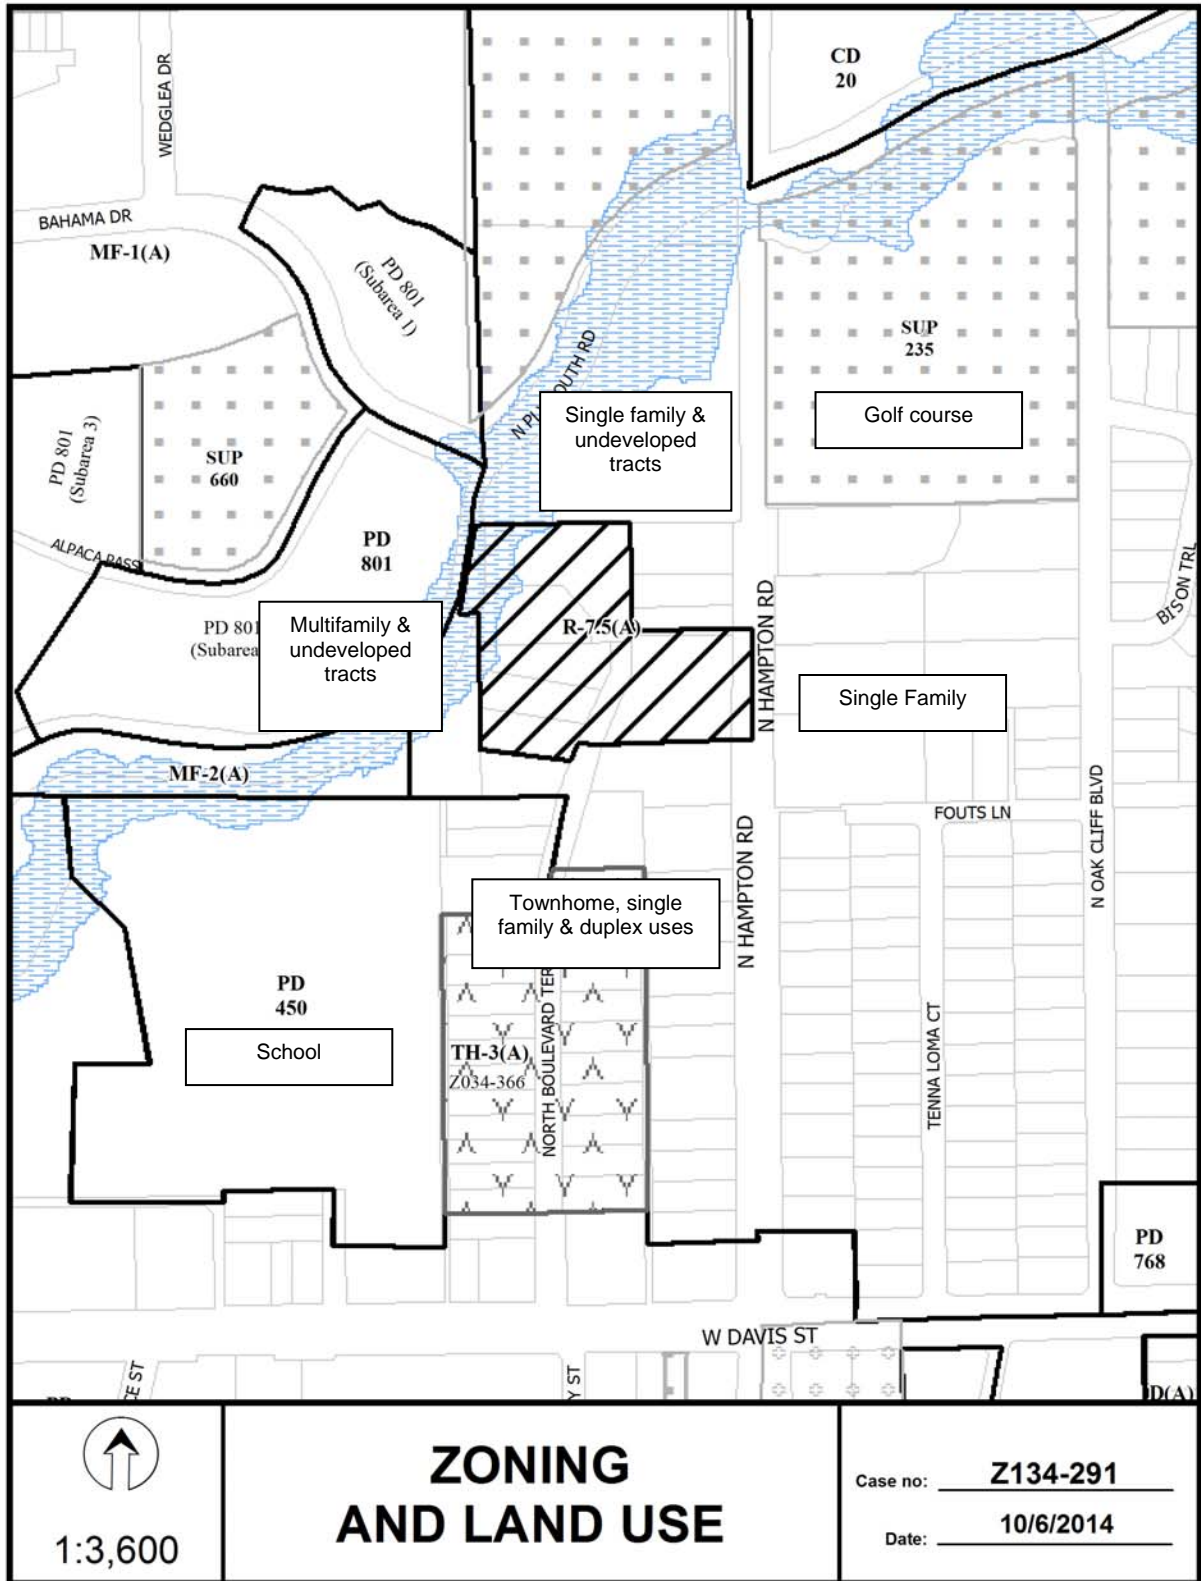 CD
20
WEDGLEA DR
BAHAMA DR
MF-1(A)
PD 801
(Subarea 1)
SUP
235
Single family &
undeveloped
tracts
Golf course
PD 801
(Subarea 3)
SUP
660
ALPACA PASS
PD
801
BISON TRL
PD 801
(Subarea
Multifamily &
undeveloped
tracts
R-7.5(A)
N HAMPTON RD
Single Family
MF-2(A)
FOUTS LN
N OAK CLIFF BLVD
N HAMPTON RD
Townhome, single
family & duplex uses
PD
450
School
TH-3(A)
Z034-366
NORTH BOULEVARD TER
TENNA LOMA CT
PD
768
W DAVIS ST
CE ST
Y ST
D(A)
1:3,600
ZONING
AND LAND USE
Case no: Z134-291
Date: 10/6/2014